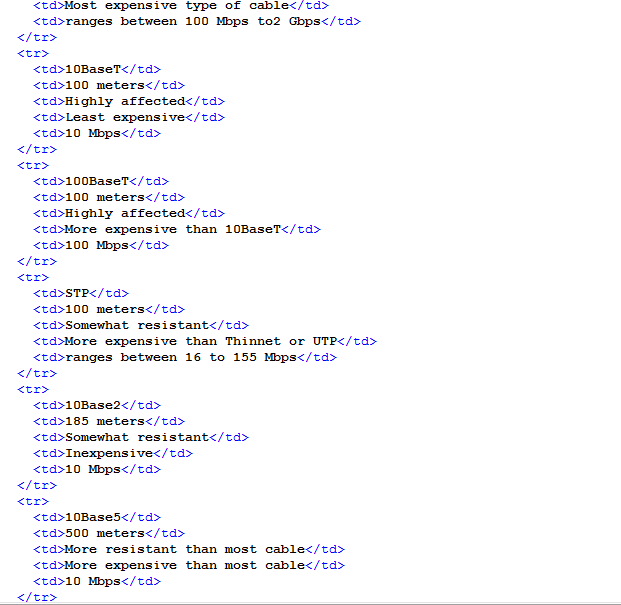 <td>Most expensive type of cable</td>
<td>ranges between 100 Mbps to2 Gbps</td>
</tr>
<tr>
<td>10BaseT</td>
<td>100 meters</td>
<td>Highly affected</td>
<td>Least expensive</td>
<td>10 Mbps</td>
</tr>
<tr>
<td>100BaseT</td>
<td>100 meters</td>
<td>Highly affected</td>
<td>More expensive than 10BaseT</td>
<td>100 Mbps</td>
</tr>
<tr>
<td>STP</td>
<td>100 meters</td>
<td>Somewhat resistant</td>
<td>More expensive than Thinnet or UTP</td>
<td>ranges between 16 to 155 Mbps</td>
</tr>
<tr>
<td>10Base2</td>
<td>185 meters</td>
<td>Somewhat resistant</td>
<td>Inexpensive</td>
<td>10 Mbps</td>
</tr>
<tr>
<td>10Base5</td>
<td>500 meters</td>
<td>More resistant than most cable</td>
<td>More expensive than most cable</td>
<td>10 Mbps</td>
</tr>